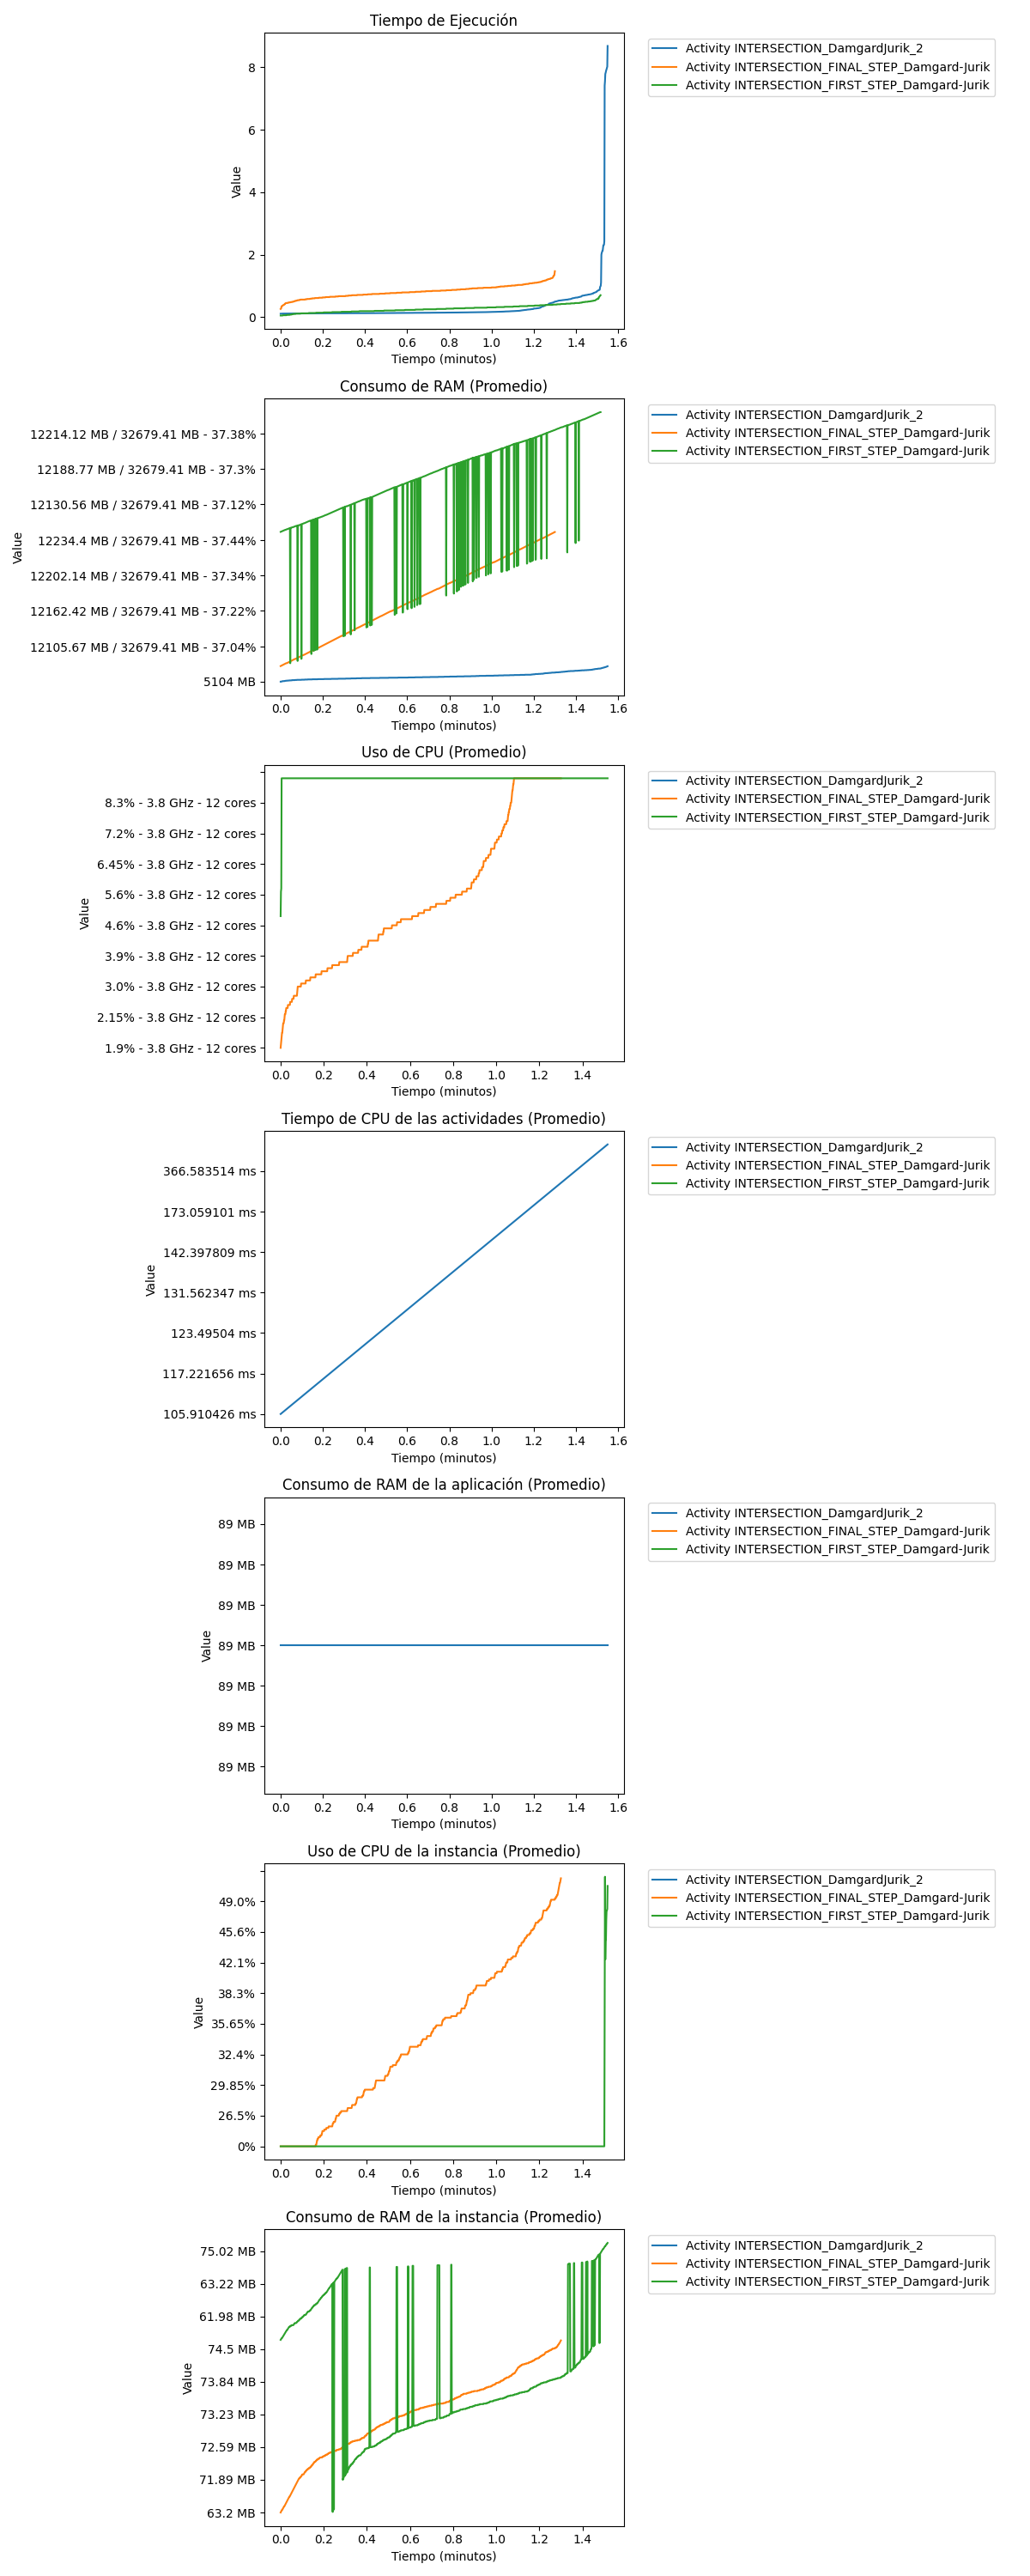 Tiempo de Ejecución
Value
8
6
4
2
0
0.0 0.2 0.4 0.6 0.8 1.0 1.2 1.4 1.6
Tiempo (minutos)
Activity INTERSECTION_DamgardJurik_2
Activity INTERSECTION_FINAL_STEP_Damgard-Jurik
Activity INTERSECTION_FIRST_STEP_Damgard-Jurik
Consumo de RAM (Promedio)
Value
12214.12 MB / 32679.41 MB - 37.38%
12188.77 MB / 32679.41 MB - 37.3%
12130.56 MB / 32679.41 MB - 37.12%
12234.4 MB / 32679.41 MB - 37.44%
12202.14 MB / 32679.41 MB - 37.34%
12162.42 MB / 32679.41 MB - 37.22%
12105.67 MB / 32679.41 MB - 37.04%
5104 MB
0.0 0.2 0.4 0.6 0.8 1.0 1.2 1.4 1.6
Tiempo (minutos)
Activity INTERSECTION_DamgardJurik_2
Activity INTERSECTION_FINAL_STEP_Damgard-Jurik
Activity INTERSECTION_FIRST_STEP_Damgard-Jurik
Uso de CPU (Promedio)
Value
8.3% - 3.8 GHz - 12 cores
7.2% - 3.8 GHz - 12 cores
6.45% - 3.8 GHz - 12 cores
5.6% - 3.8 GHz - 12 cores
4.6% - 3.8 GHz - 12 cores
3.9% - 3.8 GHz - 12 cores
3.0% - 3.8 GHz - 12 cores
2.15% - 3.8 GHz - 12 cores
1.9% - 3.8 GHz - 12 cores
0.0 0.2 0.4 0.6 0.8 1.0 1.2 1.4
Tiempo (minutos)
Activity INTERSECTION_DamgardJurik_2
Activity INTERSECTION_FINAL_STEP_Damgard-Jurik
Activity INTERSECTION_FIRST_STEP_Damgard-Jurik
Tiempo de CPU de las actividades (Promedio)
Value
366.583514 ms
173.059101 ms
142.397809 ms
131.562347 ms
123.49504 ms
117.221656 ms
105.910426 ms
0.0 0.2 0.4 0.6 0.8 1.0 1.2 1.4 1.6
Tiempo (minutos)
Activity INTERSECTION_DamgardJurik_2
Activity INTERSECTION_FINAL_STEP_Damgard-Jurik
Activity INTERSECTION_FIRST_STEP_Damgard-Jurik
Consumo de RAM de la aplicación (Promedio)
Value
89 MB
89 MB
89 MB
89 MB
89 MB
89 MB
89 MB
0.0 0.2 0.4 0.6 0.8 1.0 1.2 1.4 1.6
Tiempo (minutos)
Activity INTERSECTION_DamgardJurik_2
Activity INTERSECTION_FINAL_STEP_Damgard-Jurik
Activity INTERSECTION_FIRST_STEP_Damgard-Jurik
Uso de CPU de la instancia (Promedio)
Value
49.0%
45.6%
42.1%
38.3%
35.65%
32.4%
29.85%
26.5%
0%
0.0 0.2 0.4 0.6 0.8 1.0 1.2 1.4
Tiempo (minutos)
Activity INTERSECTION_DamgardJurik_2
Activity INTERSECTION_FINAL_STEP_Damgard-Jurik
Activity INTERSECTION_FIRST_STEP_Damgard-Jurik
Consumo de RAM de la instancia (Promedio)
Value
75.02 MB
63.22 MB
61.98 MB
74.5 MB
73.84 MB
73.23 MB
72.59 MB
71.89 MB
63.2 MB
0.0 0.2 0.4 0.6 0.8 1.0 1.2 1.4
Tiempo (minutos)
Activity INTERSECTION_DamgardJurik_2
Activity INTERSECTION_FINAL_STEP_Damgard-Jurik
Activity INTERSECTION_FIRST_STEP_Damgard-Jurik